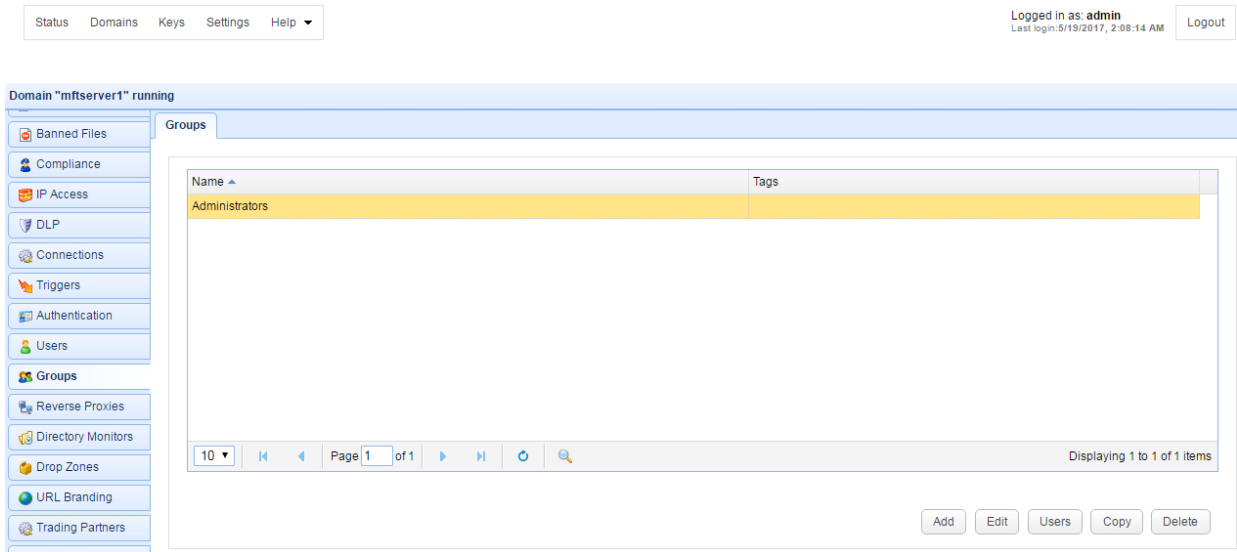 Status Domains Keys Settings Help
Logged in as: admin
Last login:5/19/2017, 2:08:14 AM
Logout
Domain "mftserver1" running
Banned Files
Compliance
IP Access
DLP
Connections
Triggers
Authentication
Users
Groups
Reverse Proxies
Directory Monitors
Drop Zones
URL Branding
Trading Partners
Groups
Name Tags
Administrators
10 Page 1 of 1 Displaying 1 to 1 of 1 items
Add Edit Users Copy Delete